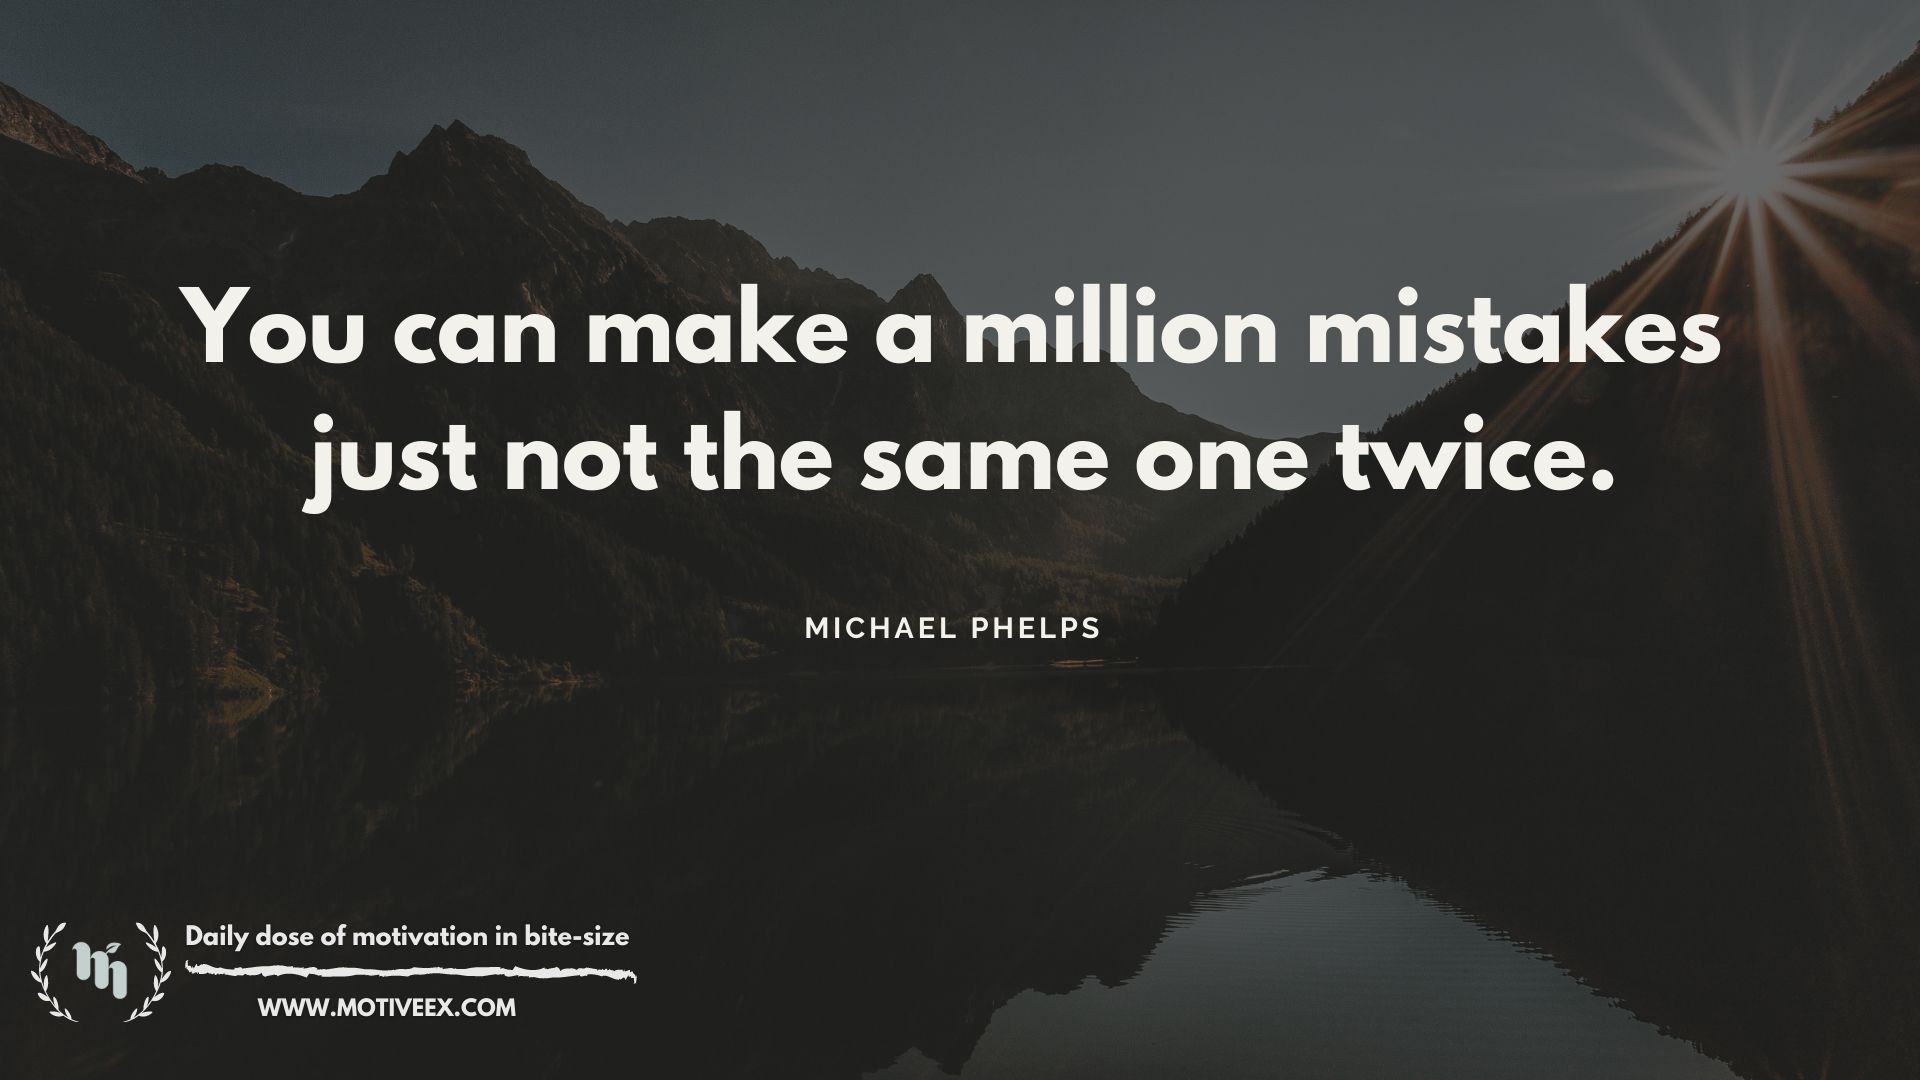 You can make a million mistakes
just not the same one twice.
MICHAEL PHELPS
Daily dose of motivation in bite-size
WWW.MOTIVEEX.COM